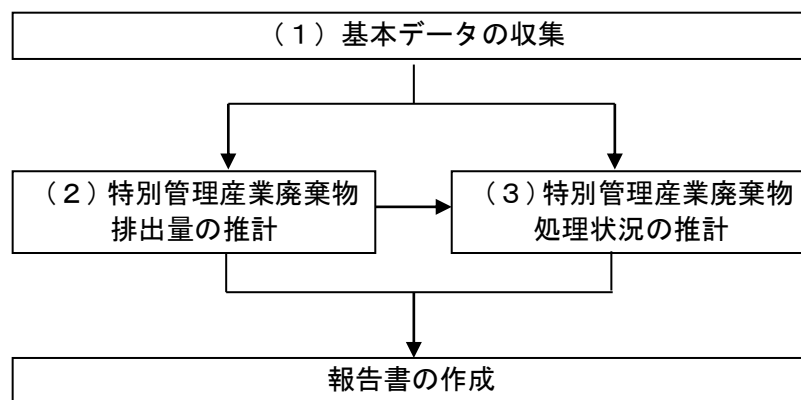 （１）基本データの収集
（２）特別管理産業廃棄物
排出量の推計
（３）特別管理産業廃棄物
処理状況の推計
報告書の作成